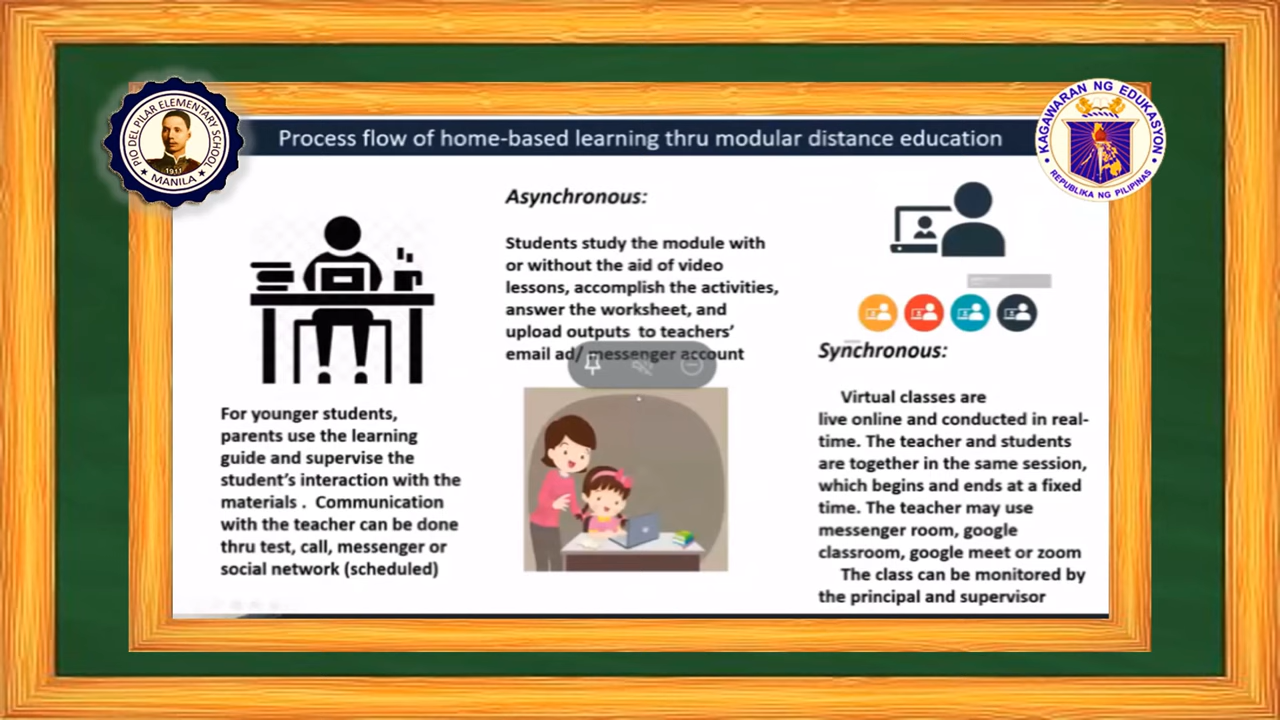 PIO DEL PILAR ELEMENTARY SCHOOL
1911
MANILA
KAGAWARAN NG EDUKASYON
REPUBLIKA NG PILIPINAS
Process flow of home-based learning thru modular distance education
For younger students,
parents use the learning
guide and supervise the
student's interaction with the
materials . Communication
with the teacher can be done
thru test, call, messenger or
social network (scheduled)
Asynchronous:
Students study the module with
or without the aid of video
lessons, accomplish the activities,
answer the worksheet, and
upload outputs to teachers'
email ad/ messenger account
Synchronous:
Virtual classes are
live online and conducted in real-
time. The teacher and students
are together in the same session,
which begins and ends at a fixed
time. The teacher may use
messenger room, google
classroom, google meet or zoom
The class can be monitored by
the principal and supervisor